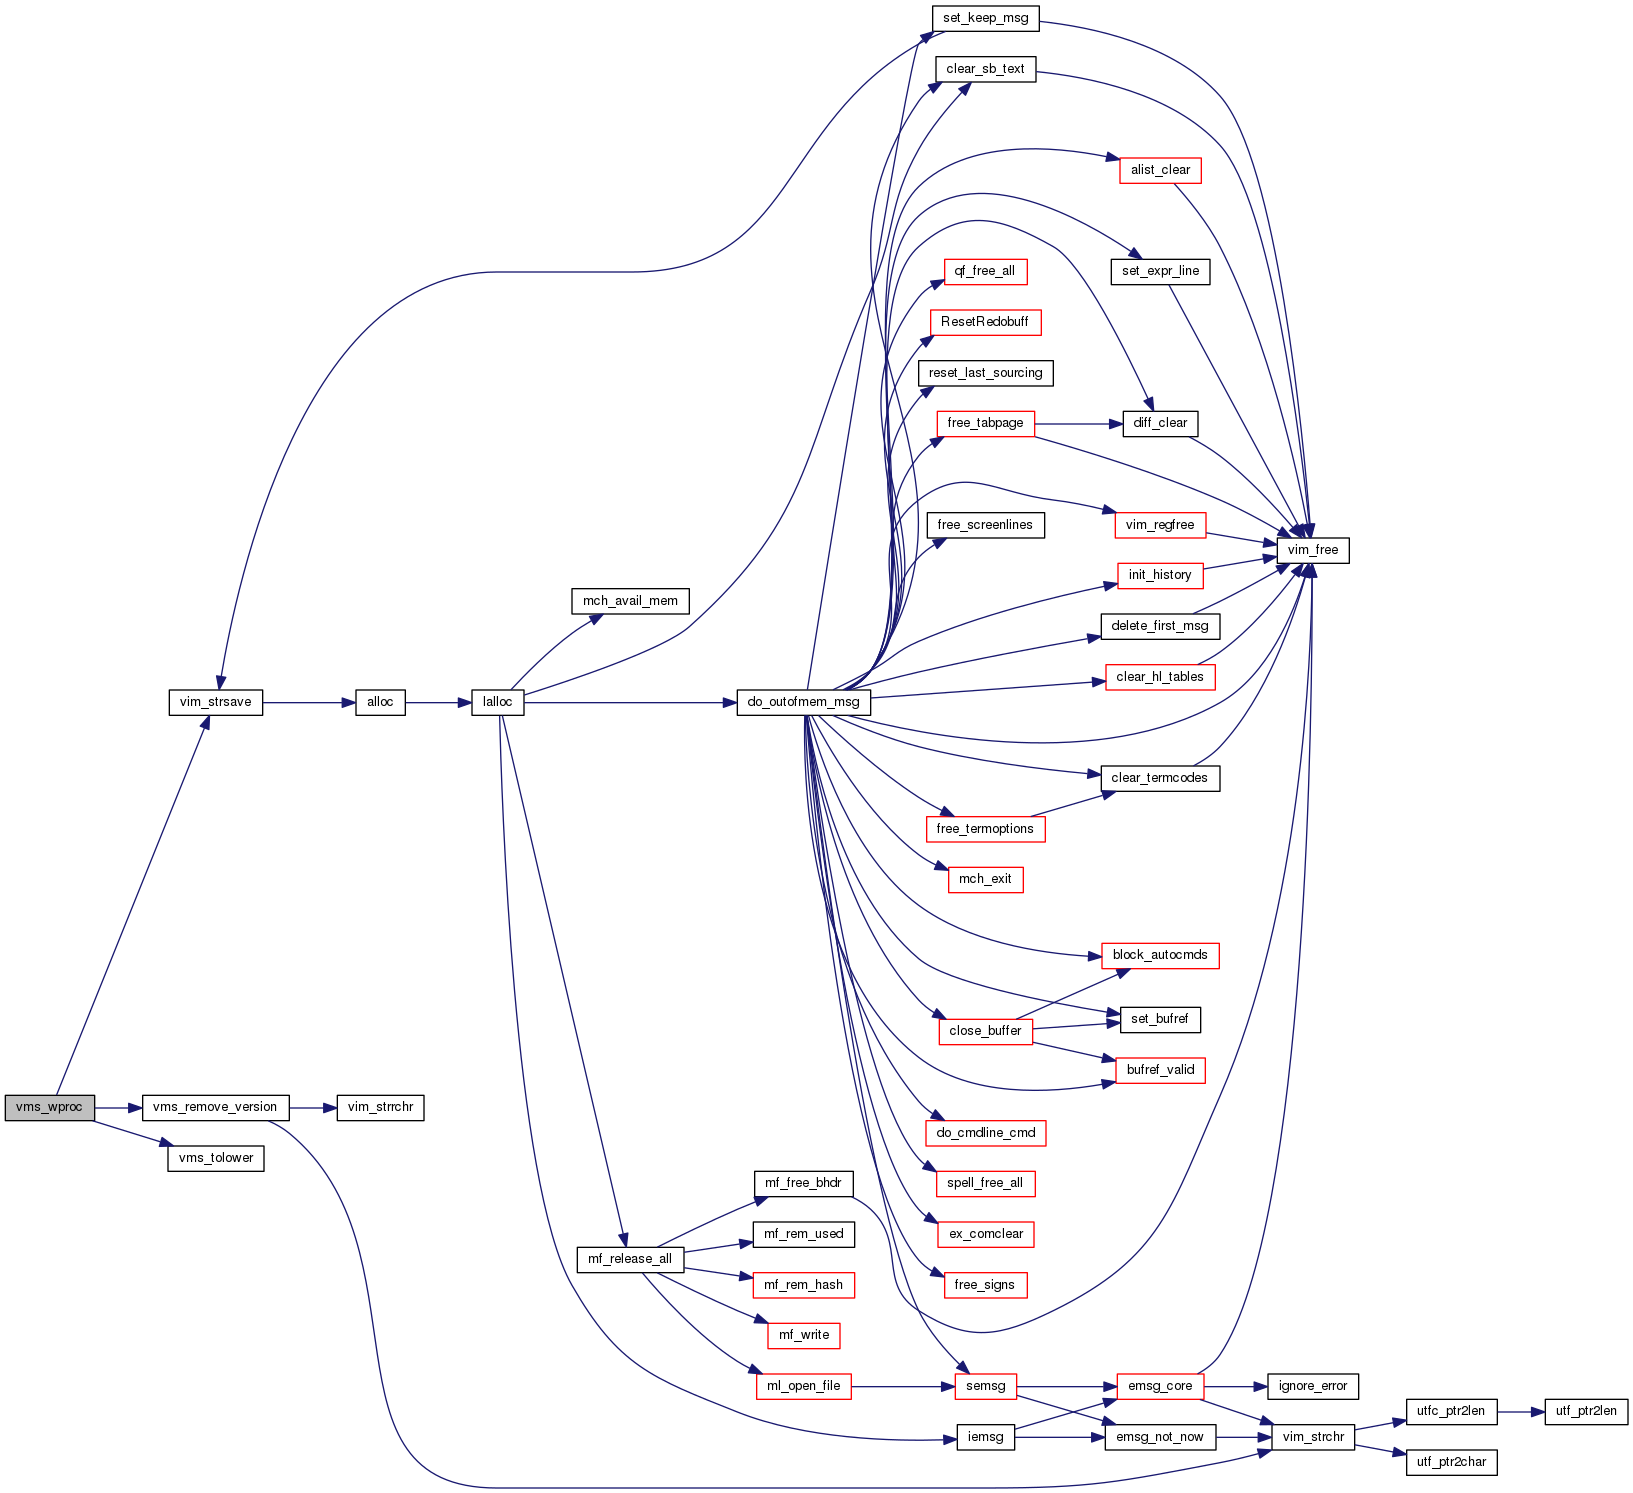 set_keep_msg
clear_sb_text
alist_clear
qf_free_all
set_expr_line
ResetRedobuff
reset_last_sourcing
free_tabpage
diff_clear
free_screenlines
vim_regfree
vim_free
init_history
mch_avail_mem
delete_first_msg
clear_hl_tables
vim_strsave
alloc
lalloc
do_outofmem_msg
clear_termcodes
free_termoptions
mch_exit
block_autocmds
set_bufref
close_buffer
bufref_valid
vms_wproc
vms_remove_version
vim_strrchr
do_cmdline_cmd
vms_tolower
mf_free_bhdr
spell_free_all
mf_rem_used
ex_comclear
mf_release_all
mf_rem_hash
free_signs
mf_write
ml_open_file
semsg
emsg_core
ignore_error
utfc_ptr2len
utf_ptr2len
iemsg
emsg_not_now
vim_strchr
utf_ptr2char